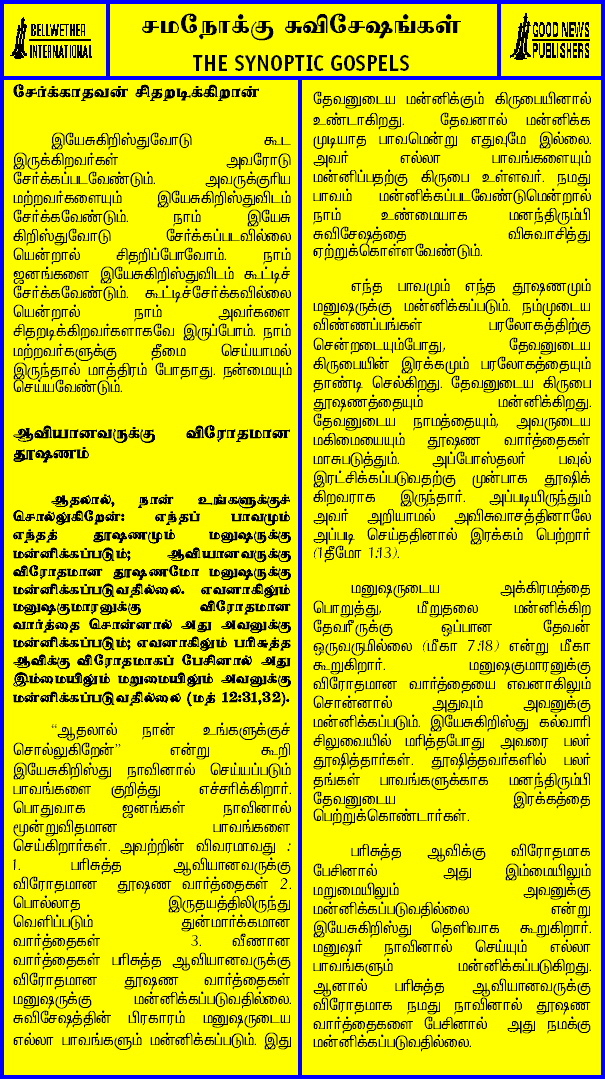 BELLWETHER
INTERNATIONAL
சமநோக்கு சுவிசேஷங்கள்
THE SYNOPTIC GOSPELS
GOOD NEWS
PUBLISHERS
சேர்க்காதவன் சிதறடிக்கிறான்
இயேசுகிறிஸ்துவோடு கூட
இருக்கிறவர்கள் அவரோடு
சேர்க்கப்படவேண்டும். அவருக்குரிய
மற்றவர்களையும் இயேசுகிறிஸ்துவிடம்
சேர்க்கவேண்டும். நாம் இயேசு
கிறிஸ்துவோடு சேர்க்கப்படவில்லை
யென்றால் சிதறிப்போவோம். நாம்
ஜனங்களை இயேசுகிறிஸ்துவிடம் கூட்டிச்
சேர்க்கவேண்டும். கூட்டிச்சேர்க்கவில்லை
யென்றால் நாம் அவர்களை
சிதறடிக்கிறவர்களாகவே இருப்போம். நாம்
மற்றவர்களுக்கு தீமை செய்யாமல்
இருந்தால் மாத்திரம் போதாது. நன்மையும்
செய்யவேண்டும்.
ஆவியானவருக்கு விரோதமான
தூஷணம்
ஆதலால், நான் உங்களுக்குச்
சொல்லுகிறேன்: எந்தப் பாவமும்
எந்தத் தூஷணமும் மனுஷருக்கு
மன்னிக்கப்படும்; ஆவியானவருக்கு
விரோதமான தூஷணமோ மனுஷருக்கு
மன்னிக்கப்படுவதில்லை. எவனாகிலும்
மனுஷகுமாரனுக்கு விரோதமான
வார்த்தை சொன்னால் அது அவனுக்கு
மன்னிக்கப்படும்; எவனாகிலும் பரிசுத்த
ஆவிக்கு விரோதமாகப் பேசினால் அது
இம்மையிலும் மறுமையிலும் அவனுக்கு
மன்னிக்கப்படுவதில்லை (மத் 12:31,32).
“ஆதலால் நான் உங்களுக்குச்
சொல்லுகிறேன்” என்று கூறி
இயேசுகிறிஸ்து நாவினால் செய்யப்படும்
பாவங்களை குறித்து எச்சரிக்கிறார்.
பொதுவாக ஜனங்கள் நாவினால்
மூன்றுவிதமான பாவங்களை
செய்கிறார்கள். அவற்றின் விவரமாவது :
1. பரிசுத்த ஆவியானவருக்கு
விரோதமான தூஷண வார்த்தைகள் 2.
பொல்லாத இருதயத்திலிருந்து
வெளிப்படும் துன்மார்க்கமான
வார்த்தைகள் 3. வீணான
வார்த்தைகள் பரிசுத்த ஆவியானவருக்கு
விரோதமான தூஷண வார்த்தைகள்
மனுஷருக்கு மன்னிக்கப்படுவதில்லை.
சுவிசேஷத்தின் பிரகாரம் மனுஷருடைய
எல்லா பாவங்களும் மன்னிக்கப்படும். இது
தேவனுடைய மன்னிக்கும் கிருபையினால்
உண்டாகிறது. தேவனால் மன்னிக்க
முடியாத பாவமென்று எதுவுமே இல்லை.
அவர் எல்லா பாவங்களையும்
மன்னிப்பதற்கு கிருபை உள்ளவர். நமது
பாவம் மன்னிக்கப்படவேண்டுமென்றால்
நாம் உண்மையாக மனந்திரும்பி
சுவிசேஷத்தை விசுவாசித்து
ஏற்றுக்கொள்ளவேண்டும்.
எந்த பாவமும் எந்த தூஷணமும்
மனுஷருக்கு மன்னிக்கப்படும். நம்முடைய
விண்ணப்பங்கள் பரலோகத்திற்கு
சென்றடையும்போது, தேவனுடைய
கிருபையின் இரக்கமும் பரலோகத்தையும்
தாண்டி செல்கிறது. தேவனுடைய கிருபை
தூஷணத்தையும் மன்னிக்கிறது.
தேவனுடைய நாமத்தையும், அவருடைய
மகிமையையும் தூஷண வார்த்தைகள்
மாசுபடுத்தும். அப்போஸ்தலர் பவுல்
இரட்சிக்கப்படுவதற்கு முன்பாக தூஷிக்
கிறவராக இருந்தார். அப்படியிருந்தும்
அவர் அறியாமல் அவிசுவாசத்தினாலே
அப்படி செய்ததினால் இரக்கம் பெற்றார்
(1தீமோ 1:13).
மனுஷருடைய அக்கிரமத்தை
பொறுத்து, மீறுதலை மன்னிக்கிற
தேவரீருக்கு ஒப்பான தேவன்
ஒருவருமில்லை (மீகா 7:18) என்று மீகா
கூறுகிறார். மனுஷகுமாரனுக்கு
விரோதமான வார்த்தையை எவனாகிலும்
சொன்னால் அதுவும் அவனுக்கு
மன்னிக்கப்படும். இயேசுகிறிஸ்து கல்வாரி
சிலுவையில் மரித்தபோது அவரை பலர்
தூஷித்தார்கள். தூஷித்தவர்களில் பலர்
தங்கள் பாவங்களுக்காக மனந்திரும்பி
தேவனுடைய இரக்கத்தை
பெற்றுக்கொண்டார்கள்.
பரிசுத்த ஆவிக்கு விரோதமாக
பேசினால் அது இம்மையிலும்
மறுமையிலும் அவனுக்கு
மன்னிக்கப்படுவதில்லை என்று
இயேசுகிறிஸ்து தெளிவாக கூறுகிறார்.
மனுஷர் நாவினால் செய்யும் எல்லா
பாவங்களும் மன்னிக்கப்படுகிறது.
ஆனால் பரிசுத்த ஆவியானவருக்கு
விரோதமாக நமது நாவினால் தூஷண
வார்த்தைகளை பேசினால் அது நமக்கு
மன்னிக்கப்படுவதில்லை.